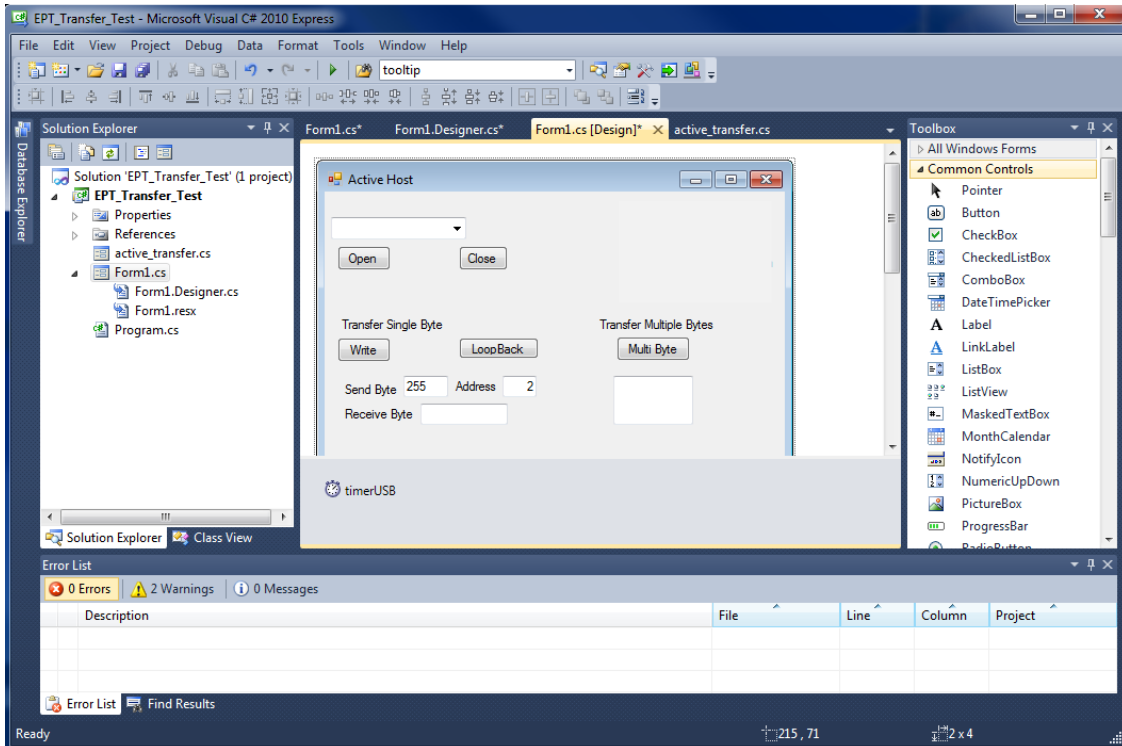 EPT_Transfer_Test - Microsoft Visual C# 2010 Express
File Edit View Project Debug Data Format Tools Window Help
tooltip
Database Explorer
Solution Explorer
Solution 'EPT_Transfer_Test' (1 project)
EPT_Transfer_Test
Properties
References
active_transfer.cs
Form1.cs
Form1.Designer.cs
Form1.resx
Program.cs
Solution Explorer Class View
Form1.cs* Form1.Designer.cs* Form1.cs [Design]* active_transfer.cs
Active Host
Open Close
Transfer Single Byte Transfer Multiple Bytes
Write LoopBack Multi Byte
Send Byte 255 Address 2
Receive Byte
timerUSB
Toolbox
All Windows Forms
Common Controls
Pointer
Button
CheckBox
CheckedListBox
ComboBox
DateTimePicker
Label
LinkLabel
ListBox
ListView
MaskedTextBox
MonthCalendar
NotifyIcon
NumericUpDown
PictureBox
ProgressBar
RadioButton
Error List
0 Errors 2 Warnings 0 Messages
Description File Line Column Project
Error List Find Results
Ready 215 , 71 2 x 4